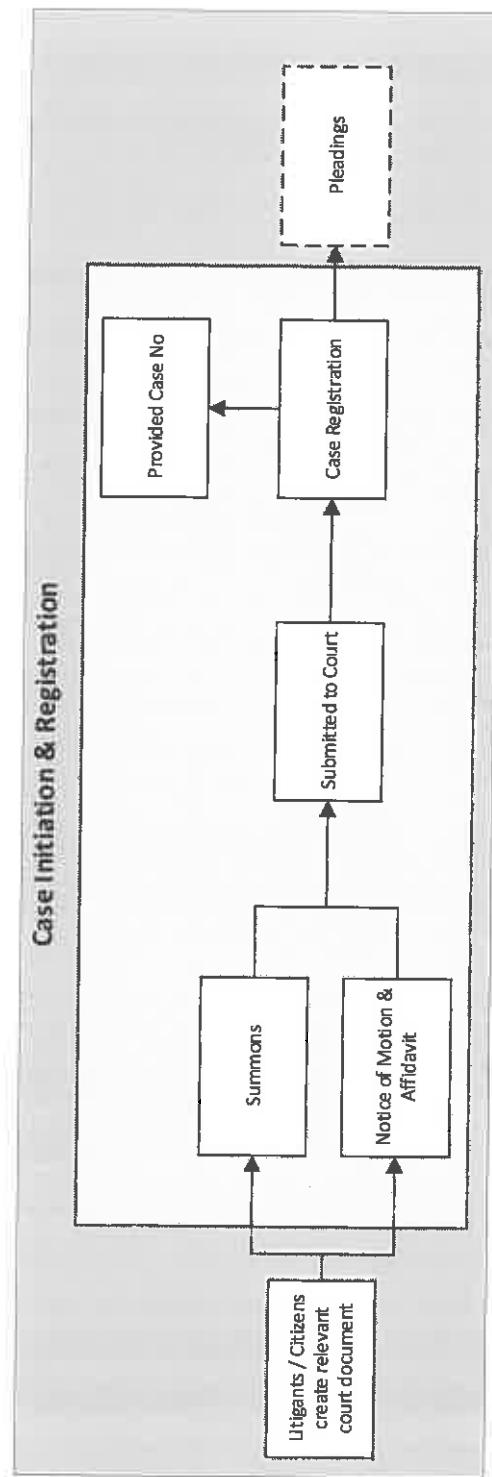 Case Initiation & Registration
Litigants / Citizens
create relevant
court document
Summons
Notice of Motion &
Affidavit
Submitted to Court
Case Registration
Provided Case No
Pleadings